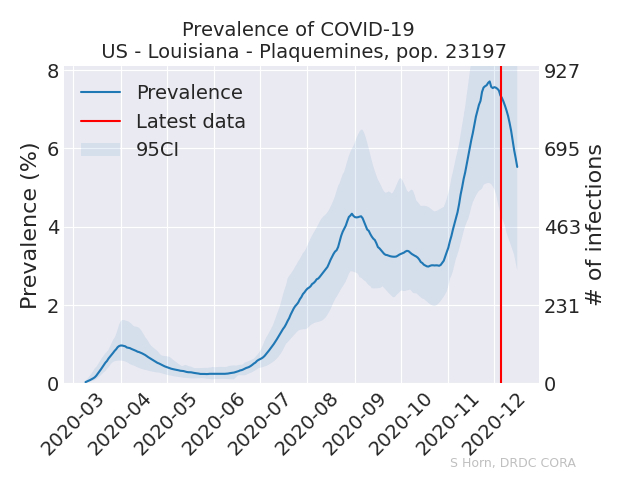 Prevalence of COVID-19
US - Louisiana - Plaquemines, pop. 23197
Prevalence
Latest data
95CI
Prevalence (%)
8
6
4
2
0
927
695
463
231
0
# of infections
2020-03
2020-04
2020-05
2020-06
2020-07
2020-08
2020-09
2020-10
2020-11
2020-12
S Horn, DRDC CORA